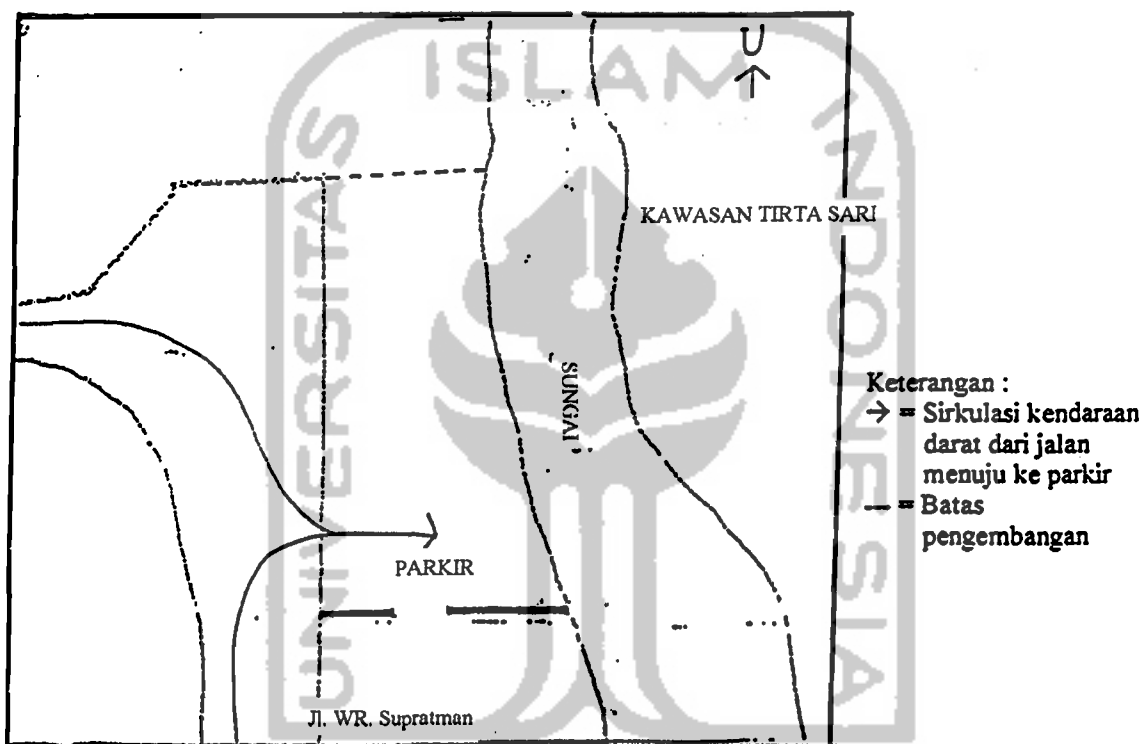 U
ISLAM
UNIVERSITAS
INDONESIA
KAWASAN TIRTA SARI
SUNGAI
Keterangan :
→ = Sirkulasi kendaraan
darat dari jalan
menuju ke parkir
--- = Batas
pengembangan
PARKIR
Jl. WR. Supratman